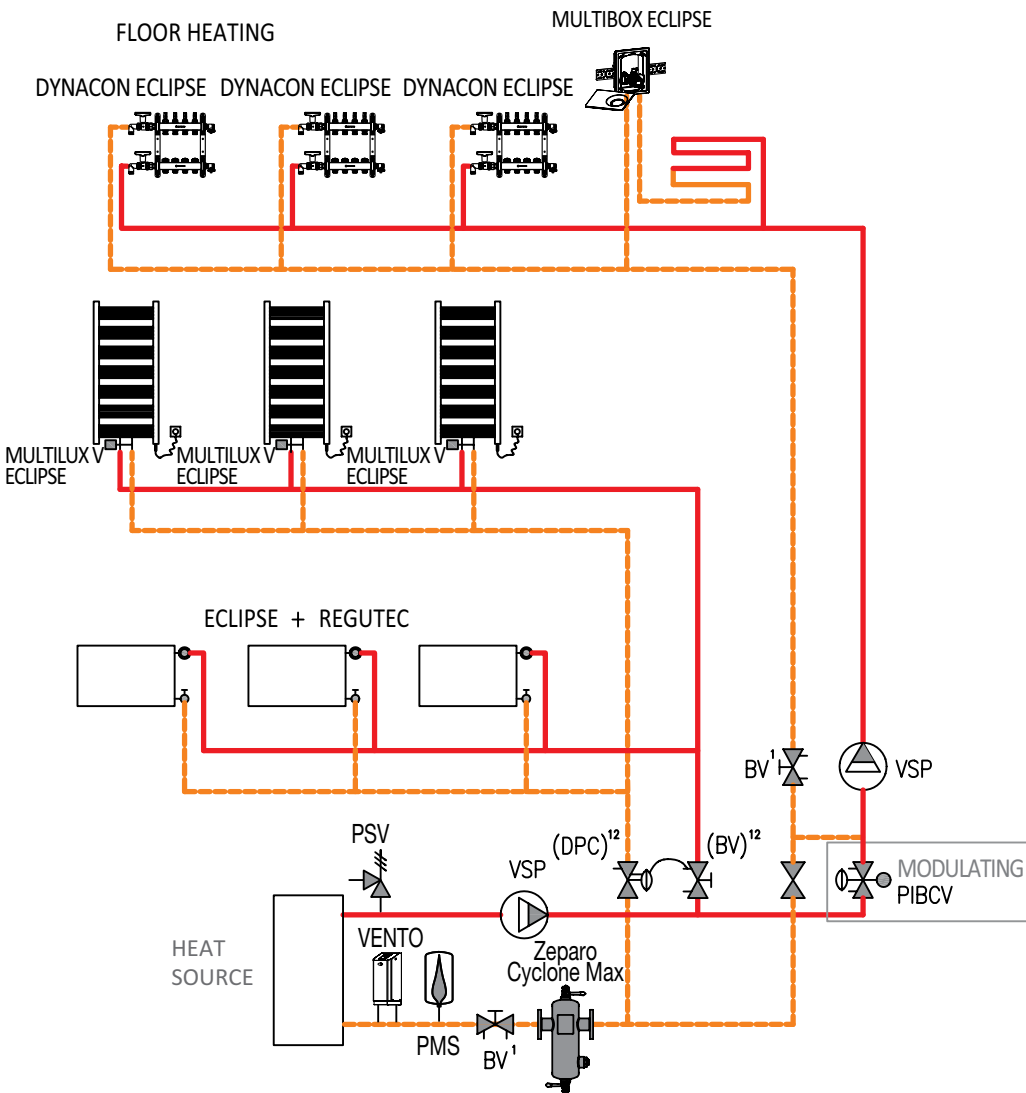 FLOOR HEATING
MULTIBOX ECLIPSE
DYNACON ECLIPSE
DYNACON ECLIPSE
DYNACON ECLIPSE
MULTILUX V
ECLIPSE
MULTILUX V
ECLIPSE
MULTILUX V
ECLIPSE
ECLIPSE + REGUTEC
BV¹
VSP
PSV
VSP
(DPC)¹²
(BV)¹²
MODULATING
PIBCV
HEAT
SOURCE
VENTO
Zeparo
Cyclone Max
PMS
BV¹